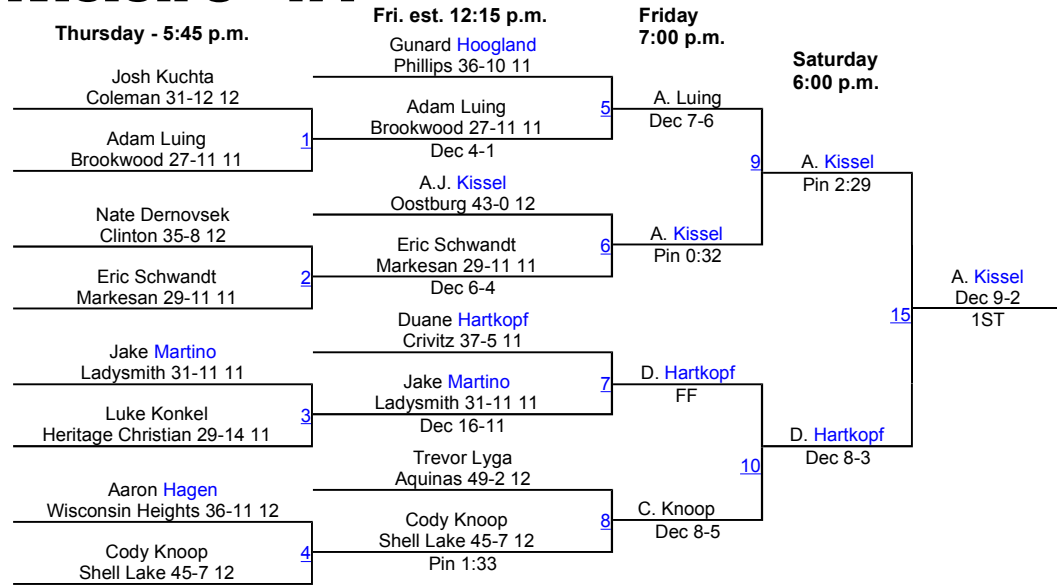 Thursday - 5:45 p.m.
Josh Kuchta
Coleman 31-12 12
1
Adam Luing
Brookwood 27-11 11
Nate Dernovsek
Clinton 35-8 12
2
Eric Schwandt
Markesan 29-11 11
Jake Martino
Ladysmith 31-11 11
3
Luke Konkel
Heritage Christian 29-14 11
Aaron Hagen
Wisconsin Heights 36-11 12
4
Cody Knoop
Shell Lake 45-7 12
Fri. est. 12:15 p.m.
Gunard Hoogland
Phillips 36-10 11
5
Adam Luing
Brookwood 27-11 11
Dec 4-1
A.J. Kissel
Oostburg 43-0 12
6
Eric Schwandt
Markesan 29-11 11
Dec 6-4
Duane Hartkopf
Crivitz 37-5 11
7
Jake Martino
Ladysmith 31-11 11
Dec 16-11
Trevor Lyga
Aquinas 49-2 12
8
Cody Knoop
Shell Lake 45-7 12
Pin 1:33
Friday
7:00 p.m.
A. Luing
Dec 7-6
9
A. Kissel
Pin 0:32
D. Hartkopf
FF
10
C. Knoop
Dec 8-5
Saturday
6:00 p.m.
A. Kissel
Pin 2:29
15
D. Hartkopf
Dec 8-3
A. Kissel
Dec 9-2
1ST